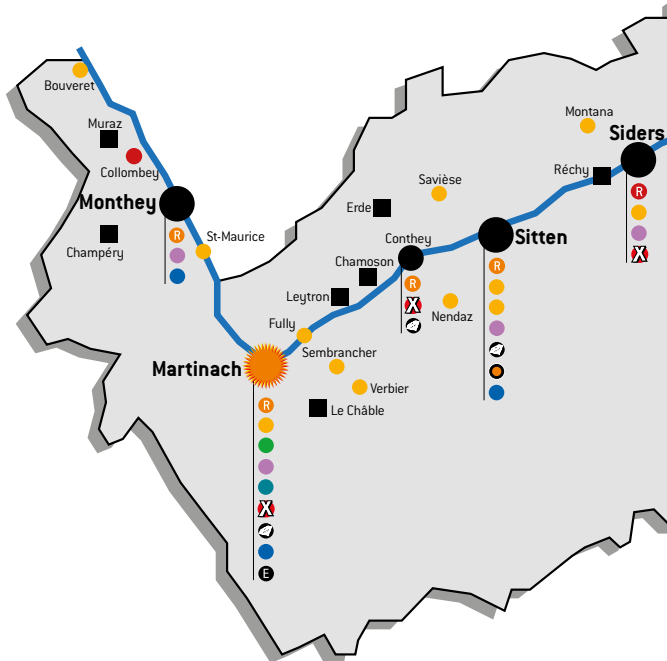 Bouveret
Muraz
Collombey
Monthey
Champéry
St-Maurice
R
Montana
Siders
Réchy
R
X
Savièse
Erde
Conthey
Sitten
R
Chamoson
Leytron
R
X
Nendaz
Fully
Sembrancher
Martinach
Verbier
Le Châble
R
X
E